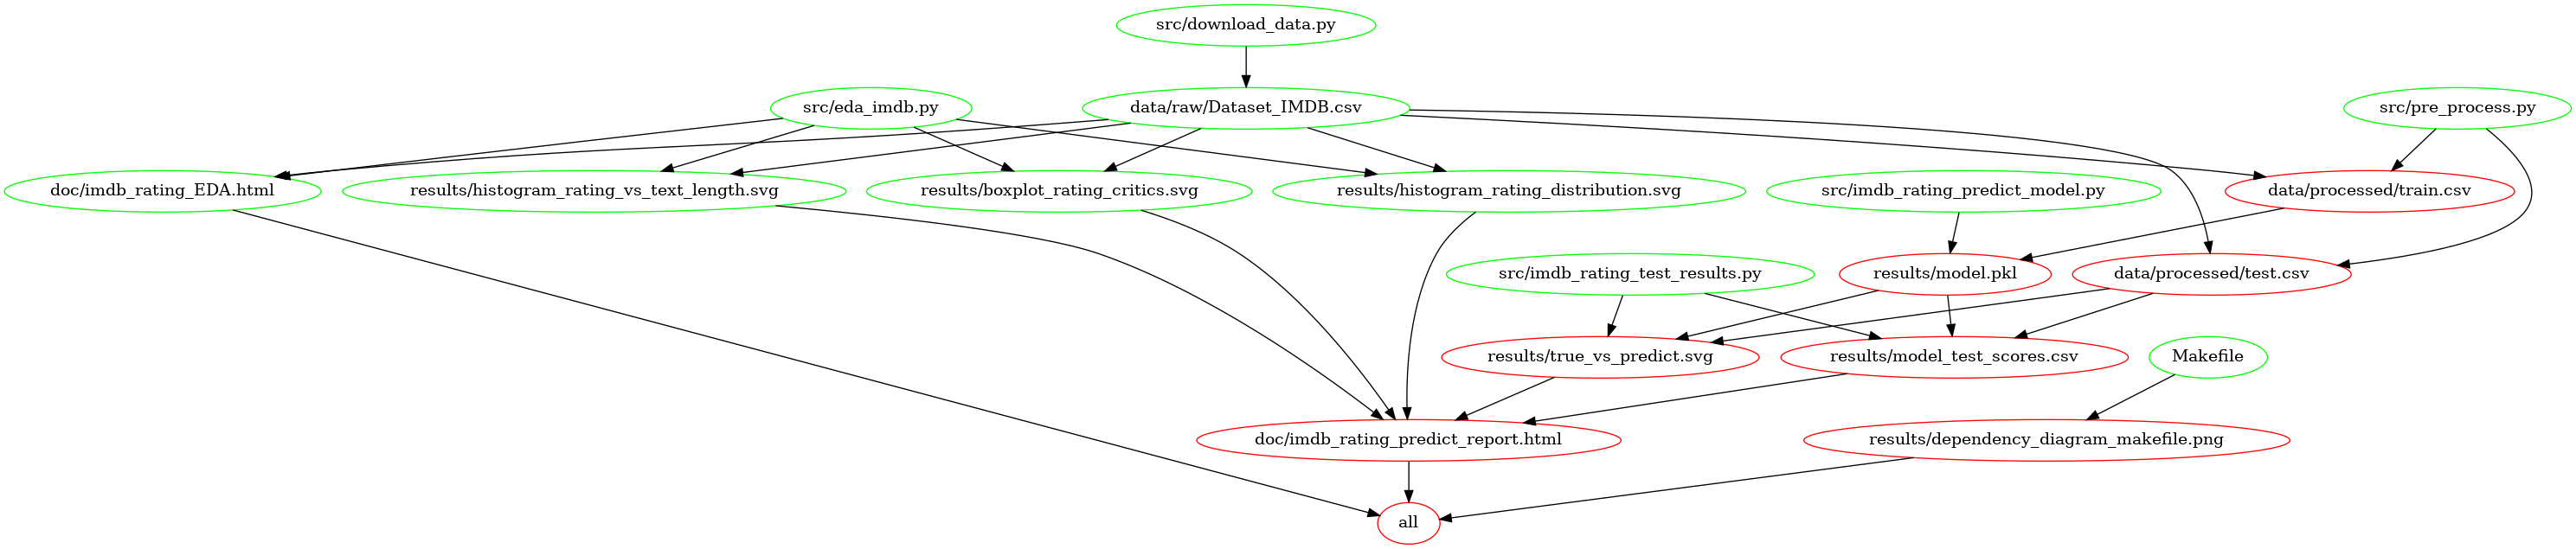 src/download_data.py
src/eda_imdb.py
data/raw/Dataset_IMDB.csv
src/pre_process.py
doc/imdb_rating_EDA.html
results/histogram_rating_vs_text_length.svg
results/boxplot_rating_critics.svg
results/histogram_rating_distribution.svg
src/imdb_rating_predict_model.py
data/processed/train.csv
src/imdb_rating_test_results.py
results/model.pkl
data/processed/test.csv
results/true_vs_predict.svg
results/model_test_scores.csv
Makefile
doc/imdb_rating_predict_report.html
results/dependency_diagram_makefile.png
all